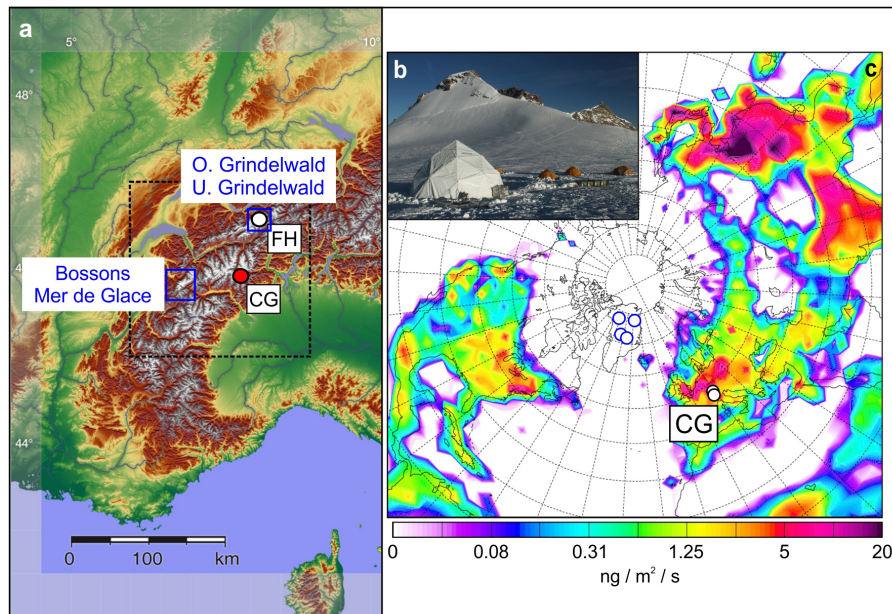 a
5°
10°
48°
O. Grindelwald
U. Grindelwald
FH
Bossons
Mer de Glace
CG
44°
0 100 km
b
c
CG
0 0.08 0.31 1.25 5 20
ng / m² / s